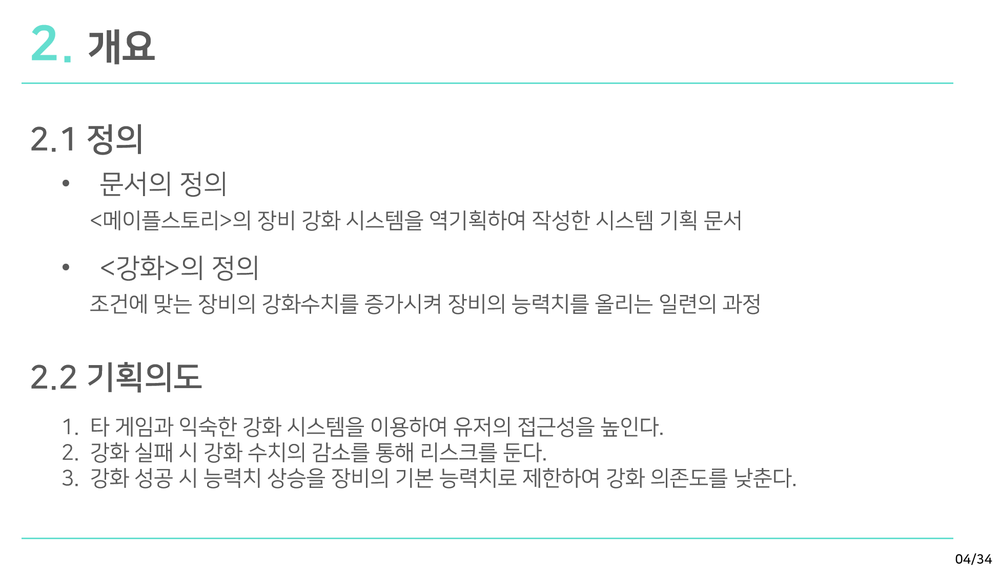 2. 개요
2.1 정의
• 문서의 정의
<메이플스토리>의 장비 강화 시스템을 역기획하여 작성한 시스템 기획 문서
• <강화>의 정의
조건에 맞는 장비의 강화수치를 증가시켜 장비의 능력치를 올리는 일련의 과정
2.2 기획의도
1. 타 게임과 익숙한 강화 시스템을 이용하여 유저의 접근성을 높인다.
2. 강화 실패 시 강화 수치의 감소를 통해 리스크를 둔다.
3. 강화 성공 시 능력치 상승을 장비의 기본 능력치로 제한하여 강화 의존도를 낮춘다.
04/34